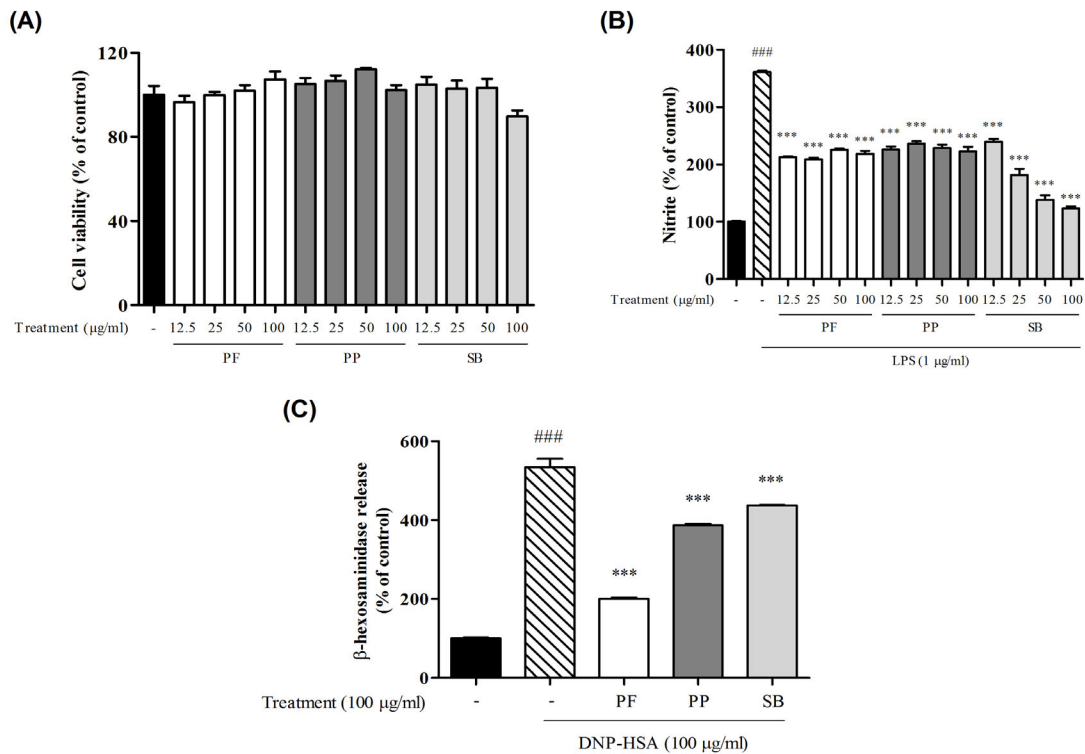 (A)
Cell viability (% of control)
120
80
40
0
Treatment (μg/ml) - 12.5 25 50 100 12.5 25 50 100 12.5 25 50 100
PF PP SB
(B)
Nitrite (% of control)
400
300
200
100
0
###
*** *** *** *** *** *** *** *** *** *** *** ***
Treatment (μg/ml) - - 12.5 25 50 100 12.5 25 50 100 12.5 25 50 100
PF PP SB
LPS (1 μg/ml)
(C)
β-hexosaminidase release
(% of control)
600
400
200
0
###
*** *** ***
Treatment (100 μg/ml) - - PF PP SB
DNP-HSA (100 μg/ml)